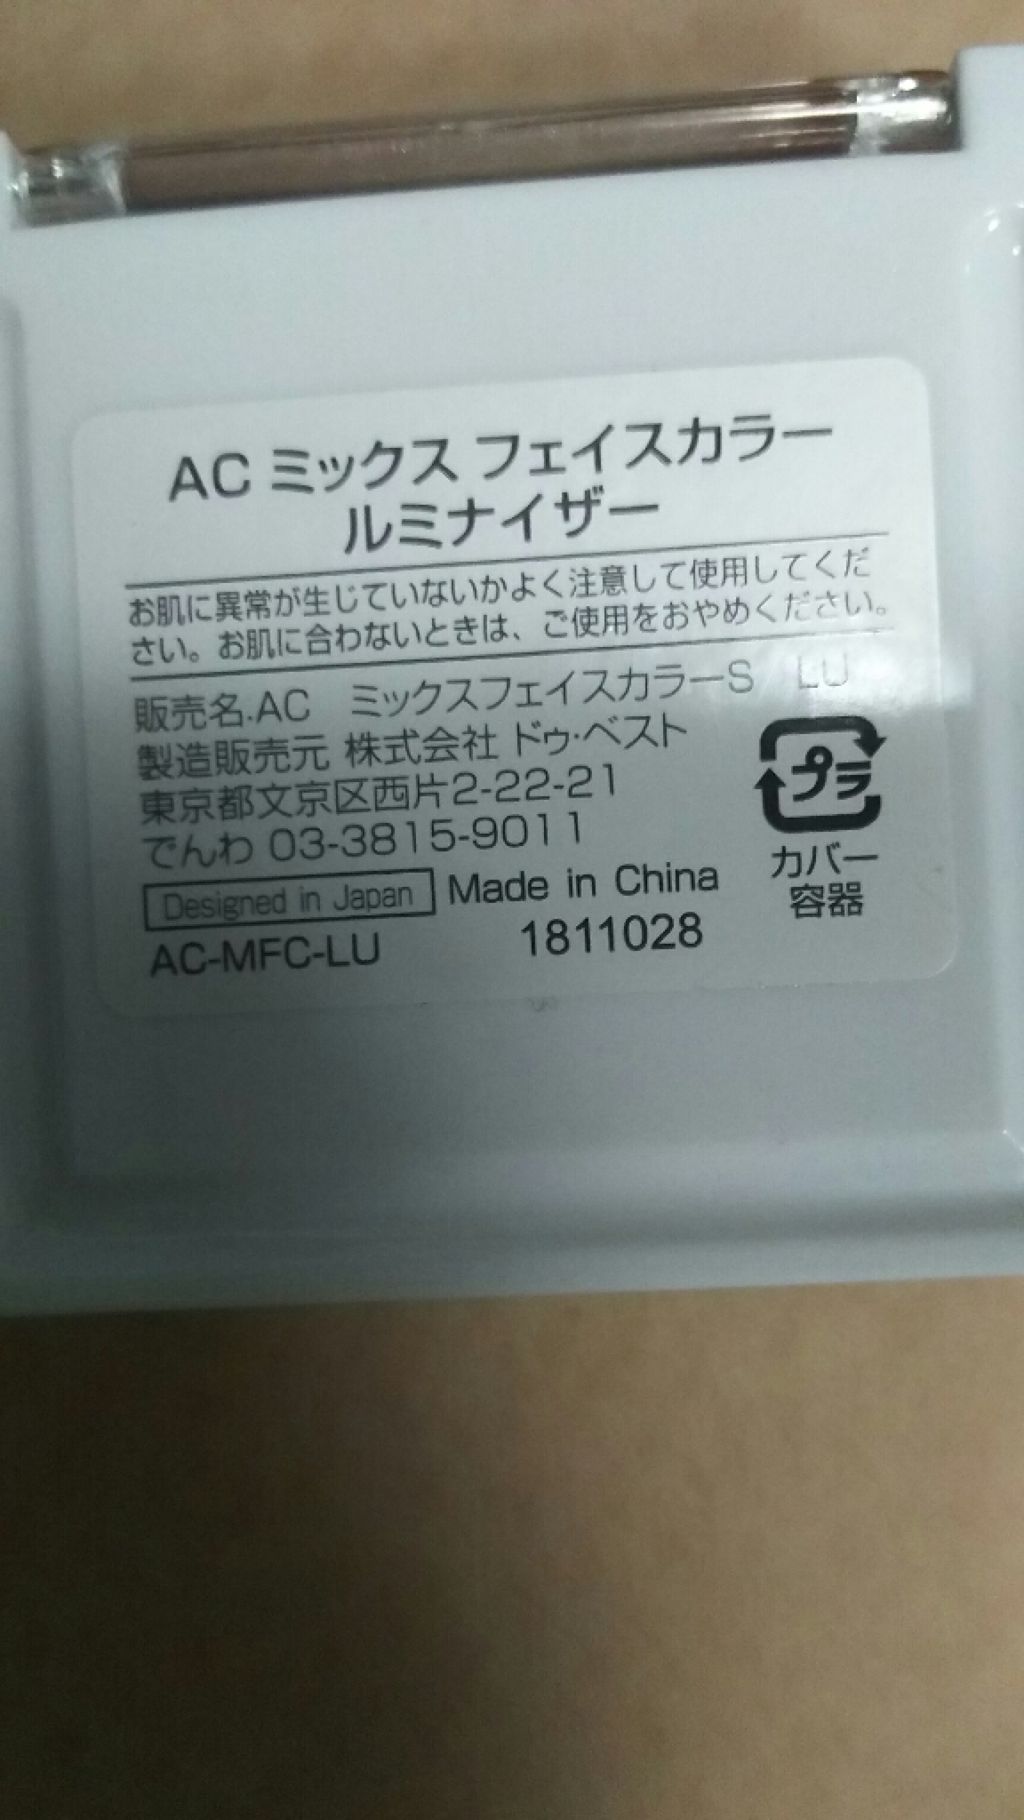 AC ミックス フェイスカラー
ルミナイザー
お肌に異常が生じていないかよく注意して使用してくだ
さい。お肌に合わないときは、ご使用をおやめください。
販売名.AC　ミックスフェイスカラーS　LU
製造販売元 株式会社 ドゥ・ベスト
東京都文京区西片2-22-21
でんわ 03-3815-9011
プラ
カバー
容器
Designed in Japan Made in China
AC-MFC-LU 1811028